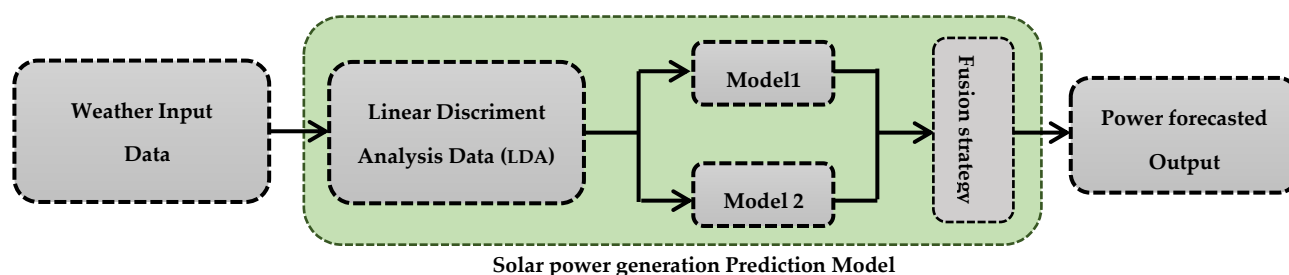 Weather Input
Data
Linear Discriment
Analysis Data (LDA)
Model1
Model 2
Fusion strategy
Power forecasted
Output
Solar power generation Prediction Model